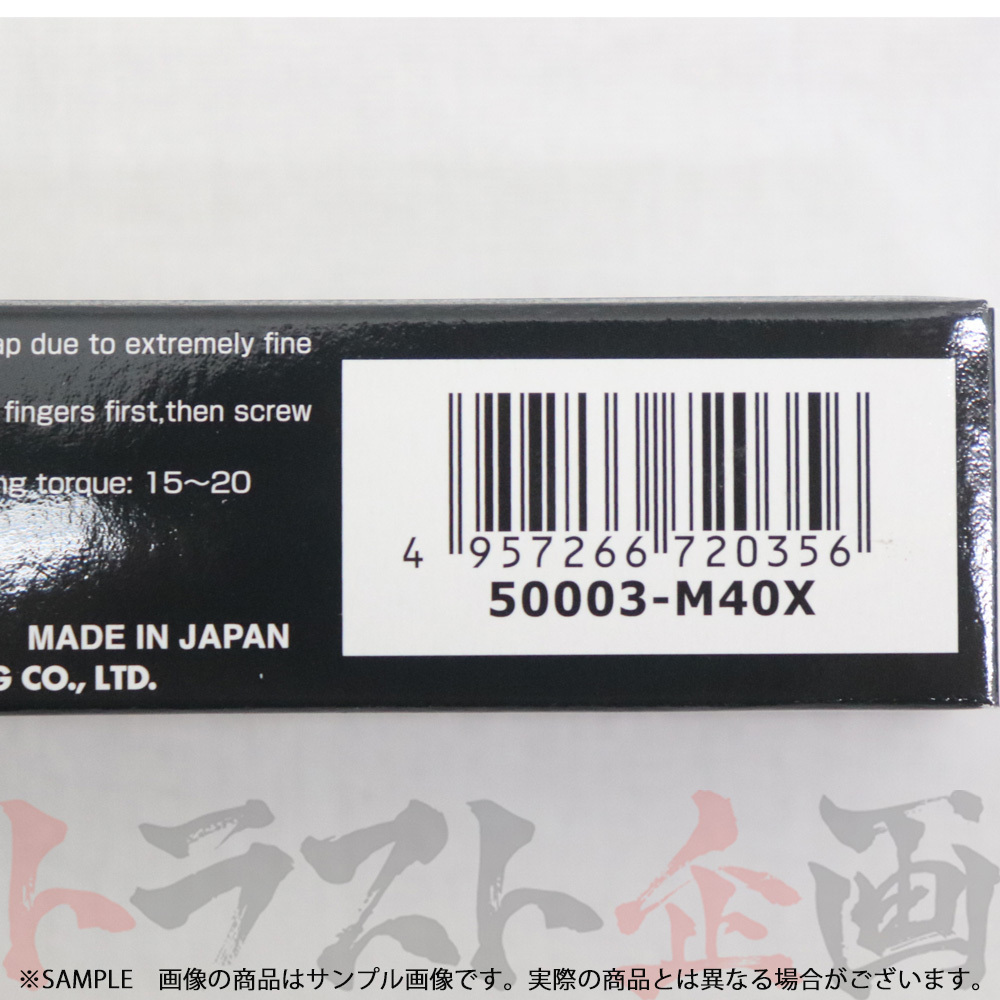 ap due to extremely fine
fingers first,then screw
ng torque: 15～20
4 957266 720356
50003-M40X
MADE IN JAPAN
G CO., LTD.
トラスト企画
※SAMPLE 画像の商品はサンプル画像です。実際の商品とは異なる場合がございます。